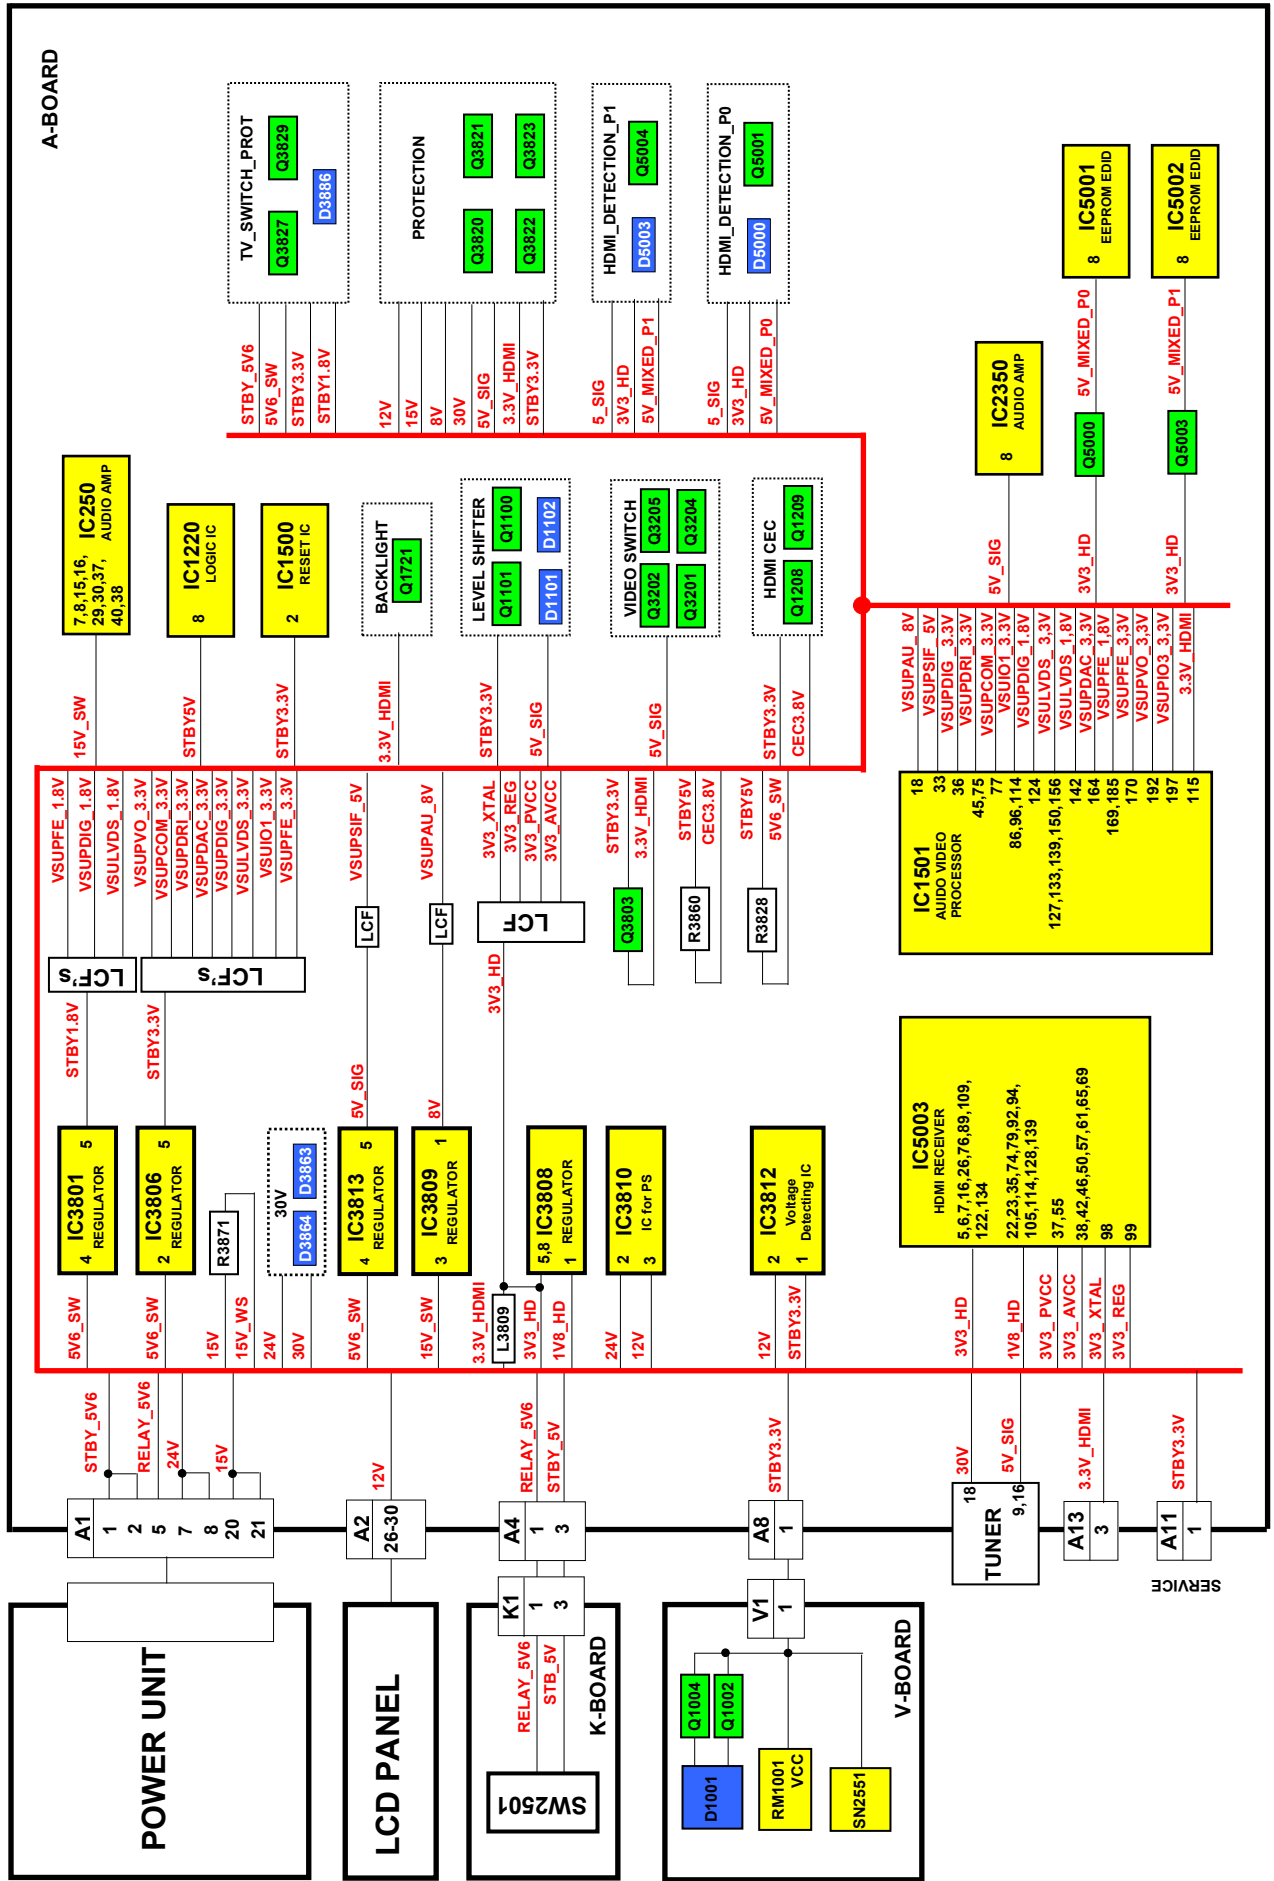 A-BOARD
POWER UNIT
A1
1
2
5
7
8
20
21
STBY_5V6
RELAY_5V6
24V
15V
LCD PANEL
A2
26-30
12V
SW2501
RELAY_5V6
STB_5V
K-BOARD
K1
1
3
A4
1
3
RELAY_5V6
STBY_5V
D1001
Q1004
Q1002
RM1001
VCC
SN2551
V-BOARD
V1
1
A8
1
STBY3.3V
TUNER
18
9,16
30V
5V_SIG
A13
3
3.3V_HDMI
A11
1
STBY3.3V
SERVICE
5V6_SW
4
IC3801
REGULATOR
5
STBY1.8V
LCF's
VSUPFE_1.8V
VSUPDIG_1.8V
VSULVDS_1.8V
5V6_SW
2
IC3806
REGULATOR
5
STBY3.3V
LCF's
VSUPVO_3.3V
VSUPCOM_3.3V
VSUPDRI_3.3V
VSUPDAC_3.3V
VSUPDIG_3.3V
VSULVDS_3.3V
VSUIO1_3.3V
VSUPFE_3.3V
15V
15V_WS
R3871
24V
30V
30V
D3864
D3863
5V6_SW
4
IC3813
REGULATOR
5
5V_SIG
LCF
VSUPSIF_5V
15V_SW
3
IC3809
REGULATOR
1
8V
LCF
VSUPAU_8V
3.3V_HDMI
L3809
3V3_HD
1V8_HD
5,8
1
IC3808
REGULATOR
3V3_HD
LCF
3V3_XTAL
3V3_REG
3V3_PVCC
3V3_AVCC
24V
12V
2
3
IC3810
IC for PS
Q3803
STBY3.3V
3.3V_HDMI
R3860
STBY5V
CEC3.8V
R3828
STBY5V
5V6_SW
12V
STBY3.3V
2
1
IC3812
Voltage
Detecting IC
3V3_HD
1V8_HD
3V3_PVCC
3V3_AVCC
3V3_XTAL
3V3_REG
IC5003
HDMI RECEIVER
5,6,7,16,26,76,89,109,
122,134
22,23,35,74,79,92,94,
105,114,128,139
37,55
38,42,46,50,57,61,65,69
98
99
IC1501
AUIDO VIDEO
PROCESSOR
18
33
36
45,75
77
86,96,114
124
127,133,139,150,156
142
164
169,185
170
192
197
115
VSUPAU_8V
VSUPSIF_5V
VSUPDIG_3.3V
VSUPDRI_3.3V
VSUPCOM_3.3V
VSUIO1_3.3V
VSUPDIG_1.8V
VSULVDS_3,3V
VSULVDS_1,8V
VSUPDAC_3,3V
VSUPFE_1,8V
VSUPFE_3,3V
VSUPVO_3,3V
VSUPIO3_3,3V
3.3V_HDMI
15V_SW
7,8,15,16,
29,30,37,
40,38
IC250
AUDIO AMP
STBY5V
8
IC1220
LOGIC IC
STBY3.3V
2
IC1500
RESET IC
3.3V_HDMI
BACKLIGHT
Q1721
STBY3.3V
5V_SIG
LEVEL SHIFTER
Q1101
Q1100
D1101
D1102
5V_SIG
VIDEO SWITCH
Q3202
Q3205
Q3201
Q3204
STBY3.3V
CEC3.8V
HDMI CEC
Q1208
Q1209
STBY_5V6
5V6_SW
STBY3.3V
STBY1.8V
TV_SWITCH_PROT
Q3827
Q3829
D3886
12V
15V
8V
30V
5V_SIG
3.3V_HDMI
STBY3.3V
PROTECTION
Q3820
Q3821
Q3822
Q3823
5_SIG
3V3_HD
5V_MIXED_P1
HDMI_DETECTION_P1
D5003
Q5004
5_SIG
3V3_HD
5V_MIXED_P0
HDMI_DETECTION_P0
D5000
Q5001
5V_SIG
8
IC2350
AUDIO AMP
3V3_HD
Q5000
5V_MIXED_P0
8
IC5001
EEPROM EDID
3V3_HD
Q5003
5V_MIXED_P1
8
IC5002
EEPROM EDID